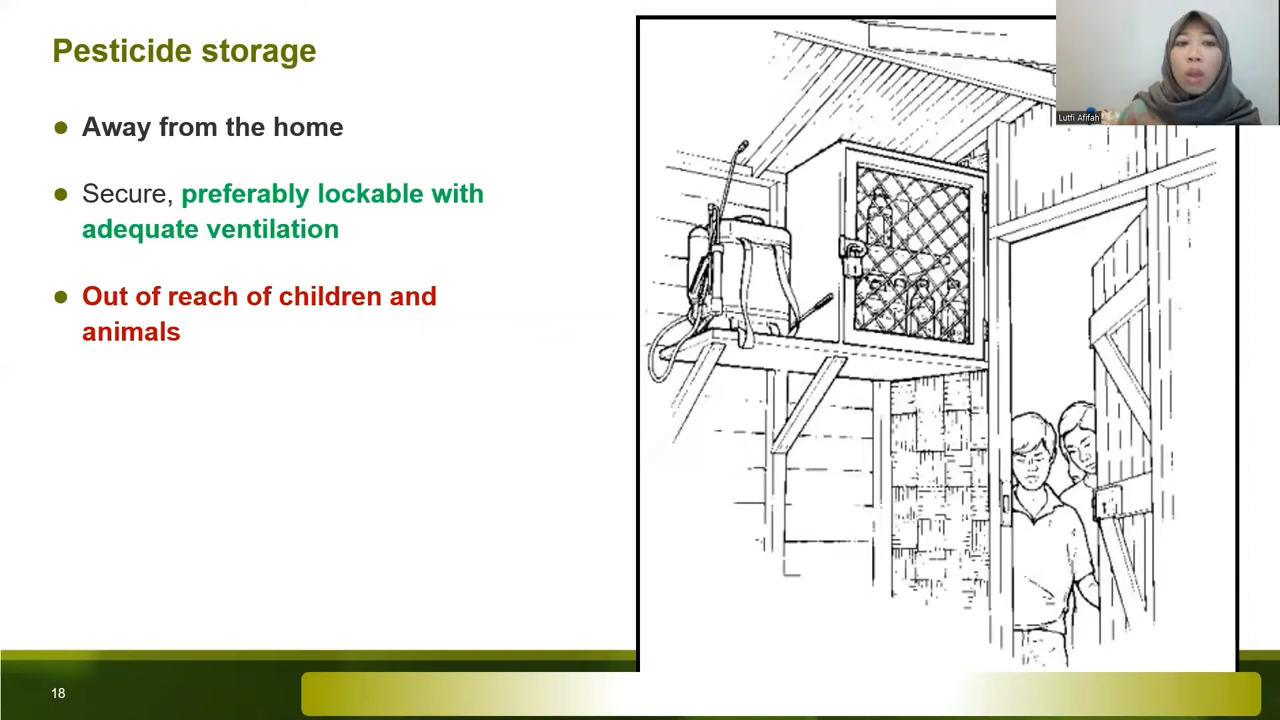 Pesticide storage
Away from the home
Secure, preferably lockable with
adequate ventilation
Out of reach of children and
animals
Lutfi Afifah
18